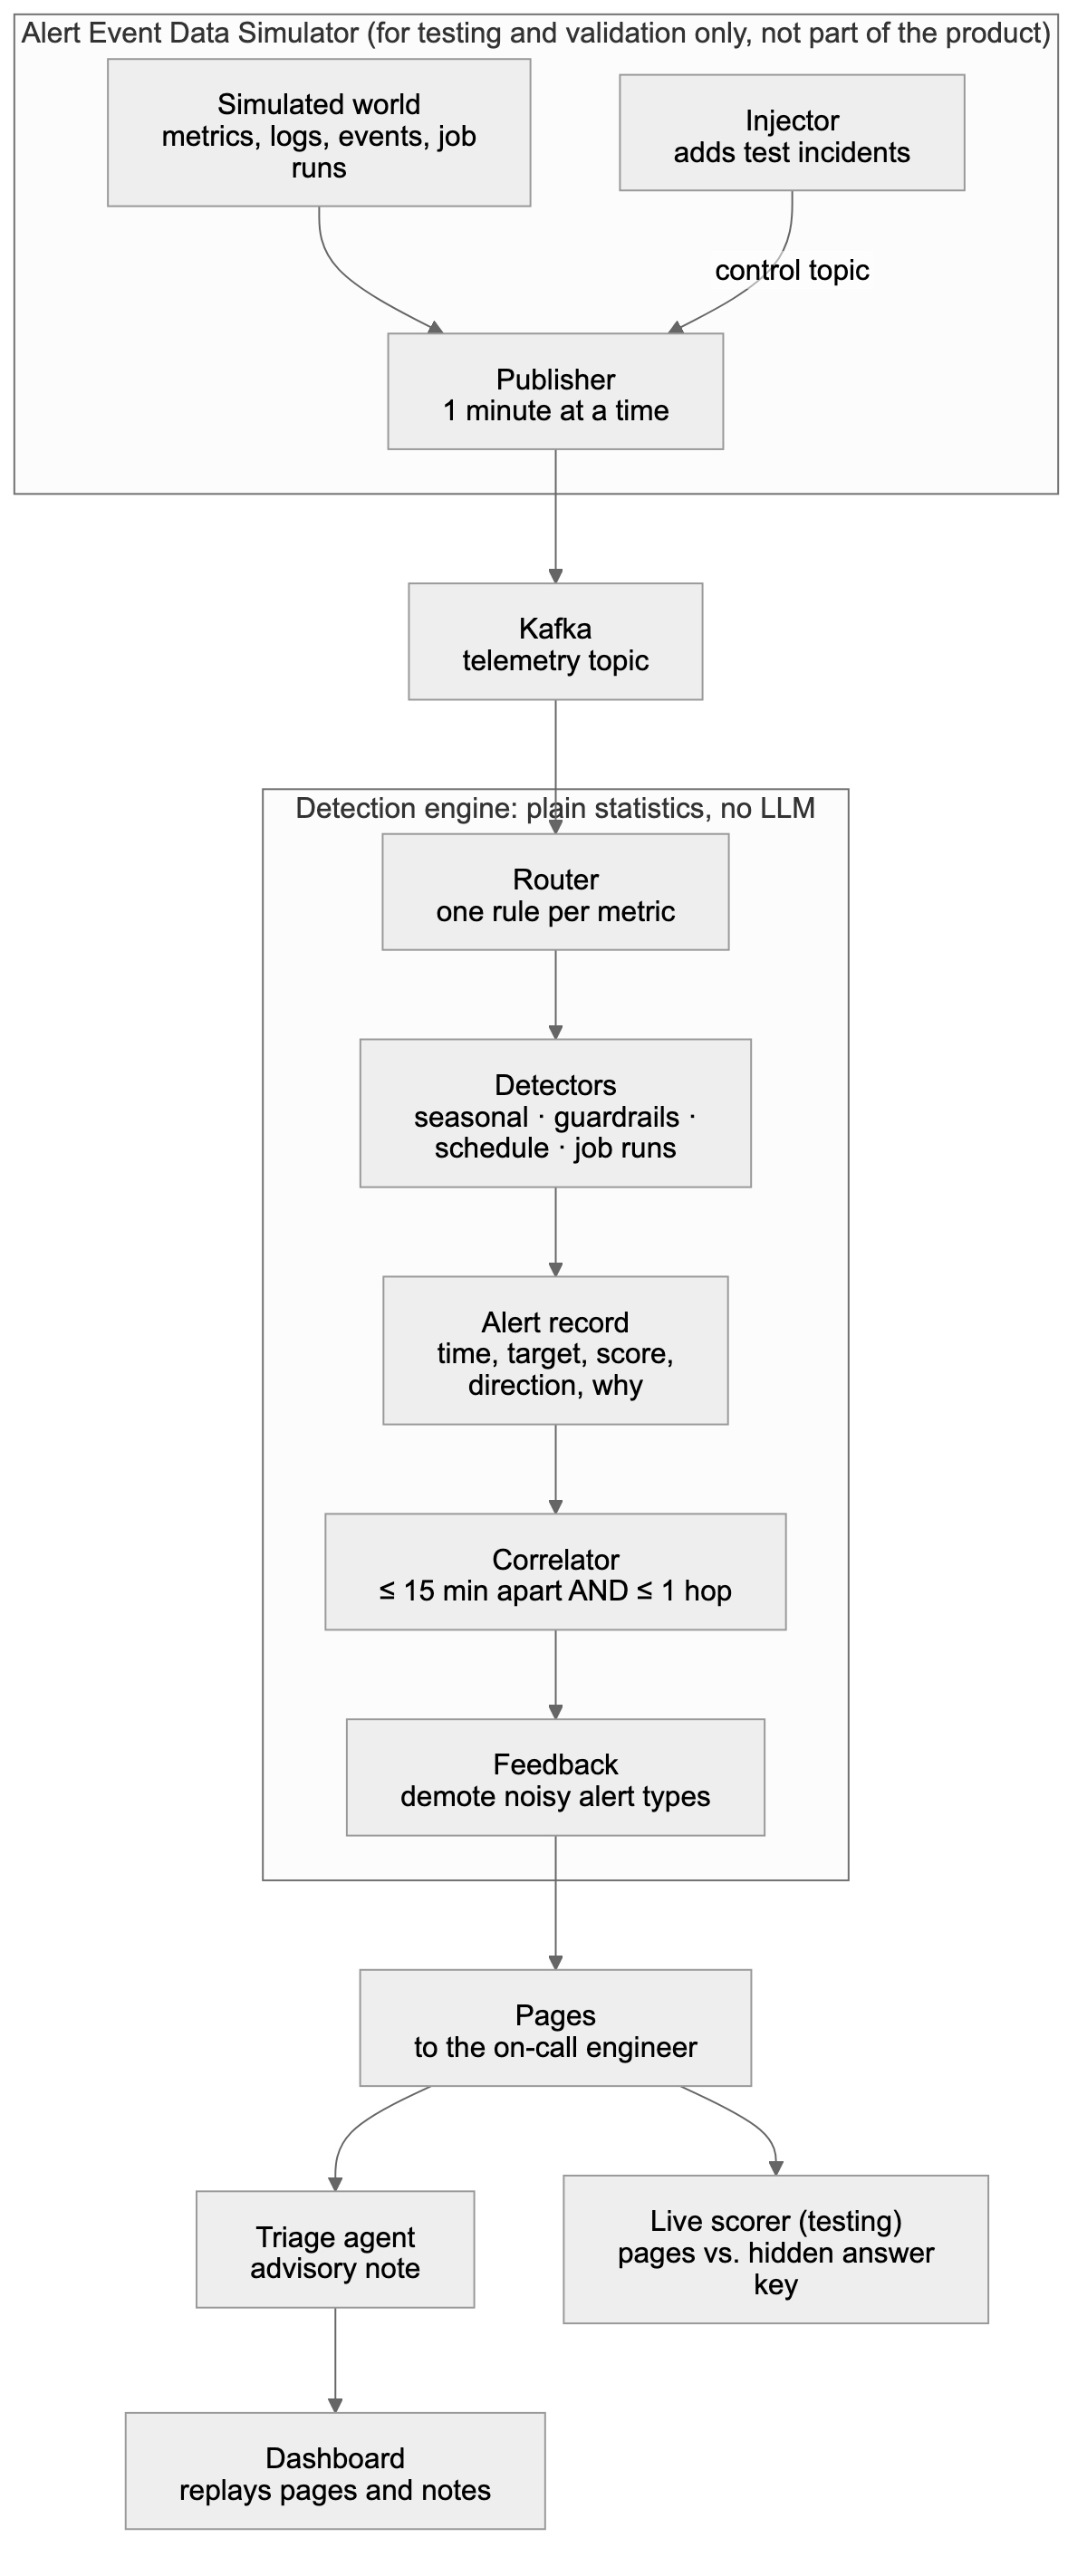 Alert Event Data Simulator (for testing and validation only, not part of the product)
Simulated world
metrics, logs, events, job
runs
Injector
adds test incidents
control topic
Publisher
1 minute at a time
Kafka
telemetry topic
Detection engine: plain statistics, no LLM
Router
one rule per metric
Detectors
seasonal · guardrails ·
schedule · job runs
Alert record
time, target, score,
direction, why
Correlator
≤ 15 min apart AND ≤ 1 hop
Feedback
demote noisy alert types
Pages
to the on-call engineer
Triage agent
advisory note
Live scorer (testing)
pages vs. hidden answer
key
Dashboard
replays pages and notes